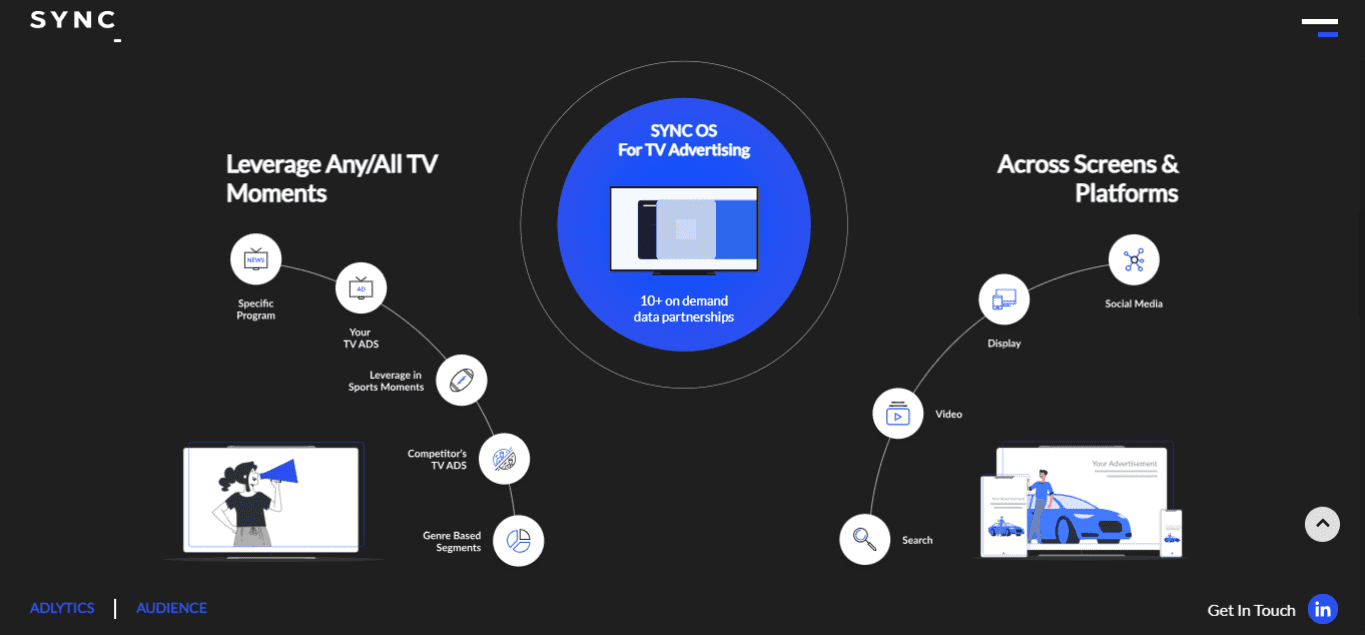 SYNC_
SYNC OS
For TV Advertising
10+ on demand
data partnerships
Leverage Any/All TV
Moments
NEWS
Specific
Program
AD
Your
TV ADS
Leverage in
Sports Moments
Competitor's
TV ADS
Genre Based
Segments
Across Screens &
Platforms
Social Media
Display
Video
Search
Your Advertisement
ADLYTICS | AUDIENCE
Get In Touch in